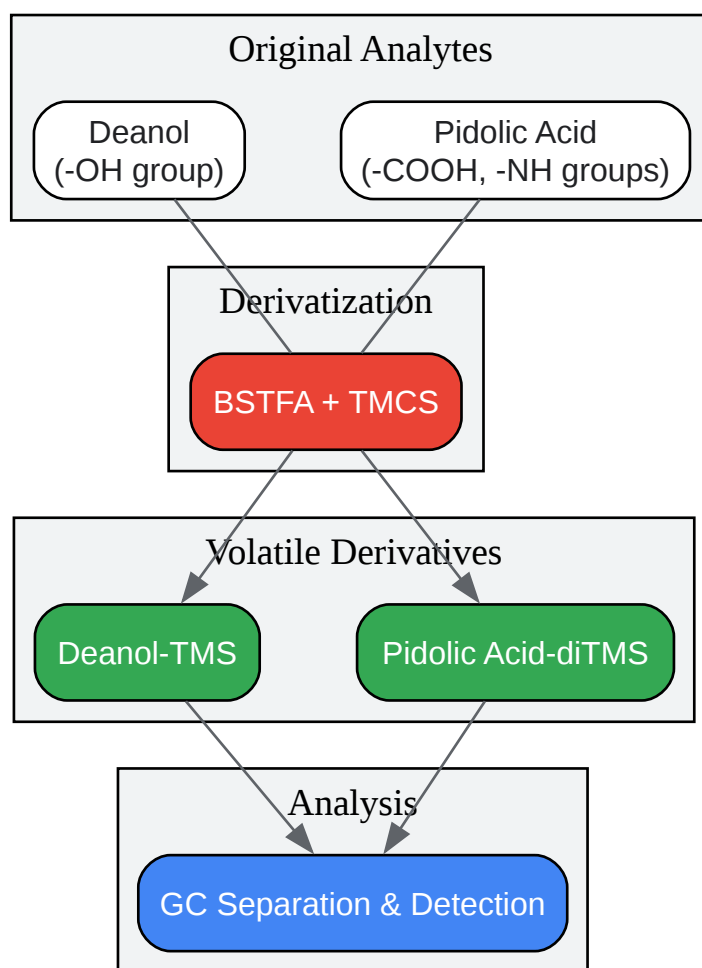 Original Analytes
Deanol
(-OH group)
Pidolic Acid
(-COOH, -NH groups)
Derivatization
BSTFA + TMCS
Volatile Derivatives
Deanol-TMS
Pidolic Acid-diTMS
Analysis
GC Separation & Detection